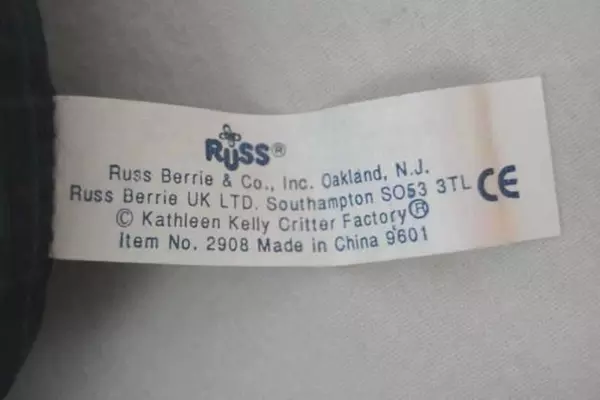 RUSS®
Russ Berrie & Co., Inc. Oakland, N.J.
Russ Berrie UK LTD. Southampton SO53 3TL CE
© Kathleen Kelly Critter Factory®
Item No. 2908 Made in China 9601